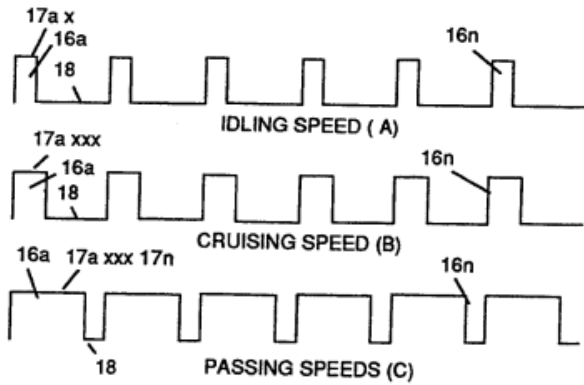 17a x
16a
18
16n
IDLING SPEED ( A)
17a xxx
16a
18
16n
CRUISING SPEED (B)
16a
17a xxx 17n
16n
18
PASSING SPEEDS (C)